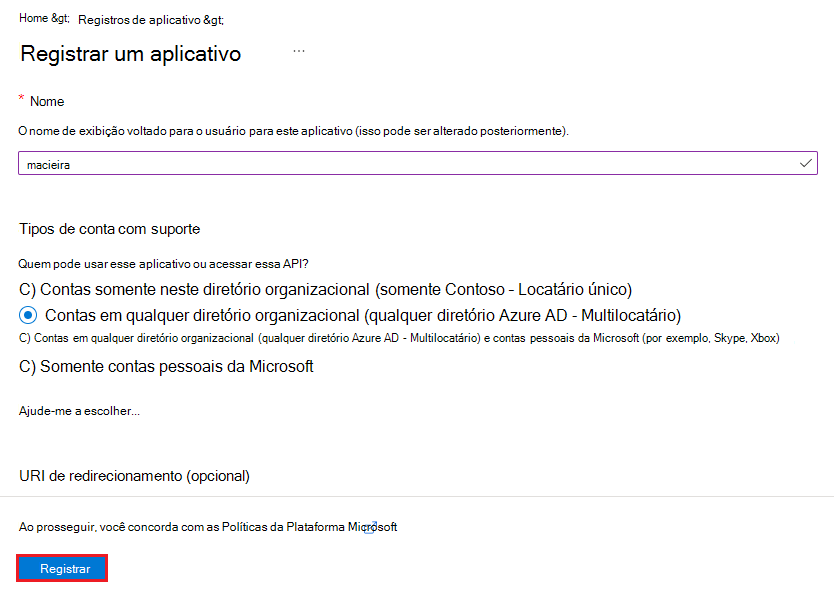 Home &gt; Registros de aplicativo &gt;
Registrar um aplicativo ...
* Nome
O nome de exibição voltado para o usuário para este aplicativo (isso pode ser alterado posteriormente).
macieira
Tipos de conta com suporte
Quem pode usar esse aplicativo ou acessar essa API?
C) Contas somente neste diretório organizacional (somente Contoso - Locatário único)
Contas em qualquer diretório organizacional (qualquer diretório Azure AD - Multilocatário)
C) Contas em qualquer diretório organizacional (qualquer diretório Azure AD - Multilocatário) e contas pessoais da Microsoft (por exemplo, Skype, Xbox)
C) Somente contas pessoais da Microsoft
Ajude-me a escolher...
URI de redirecionamento (opcional)
Ao prosseguir, você concorda com as Políticas da Plataforma Microsoft
Registrar